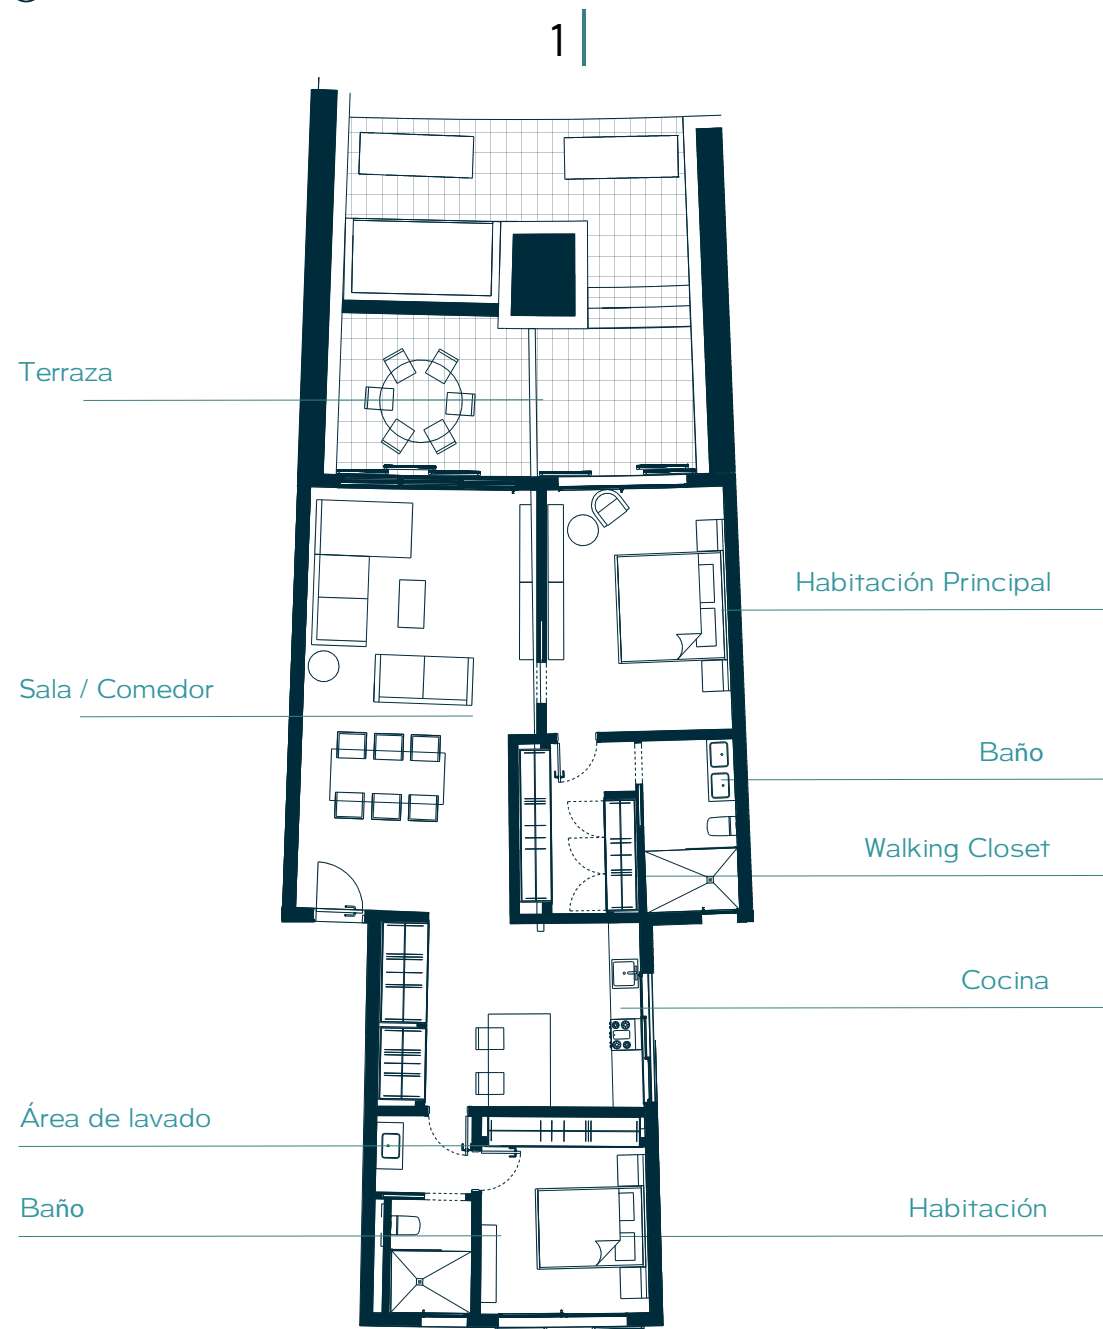 1
Terraza
Habitación Principal
Sala / Comedor
Baño
Walking Closet
Cocina
Área de lavado
Baño
Habitación